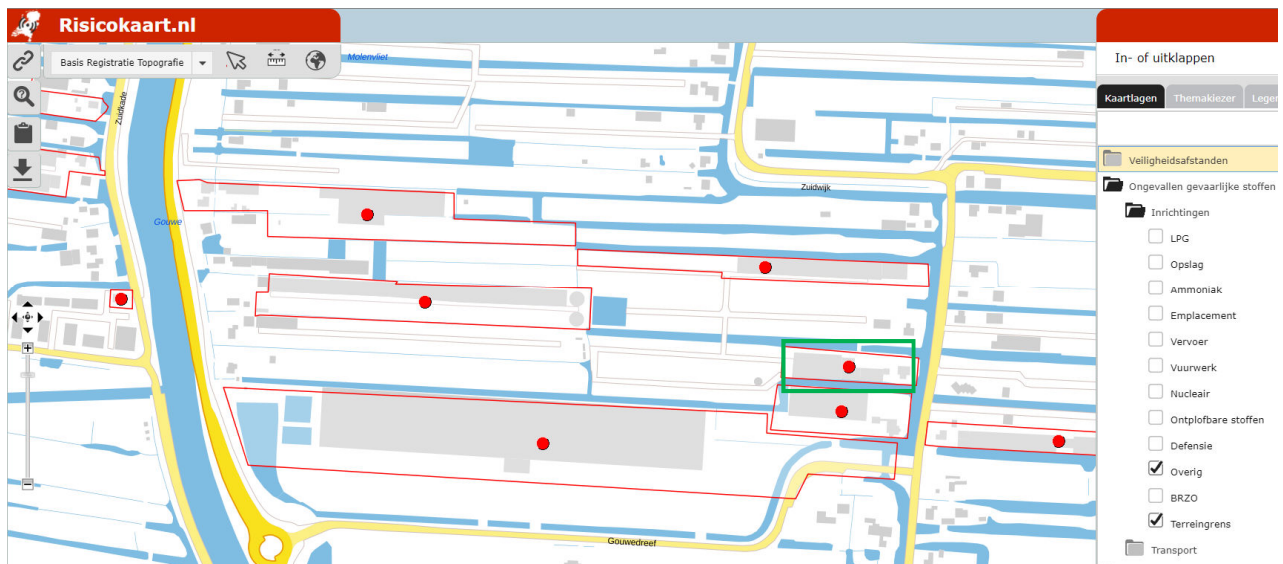 Risicokaart.nl
Basis Registratie Topografie
Molenvliet
Zuidkade
Zuidwijk
Gouwe
Gouwedreef
In- of uitklappen
Kaartlagen
Themakiezer
Leger
Veiligheidsafstanden
Ongevallen gevaarlijke stoffen
Inrichtingen
LPG
Opslag
Ammoniak
Emplacement
Vervoer
Vuurwerk
Nucleair
Ontplofbare stoffen
Defensie
Overig
BRZO
Terreingrens
Transport